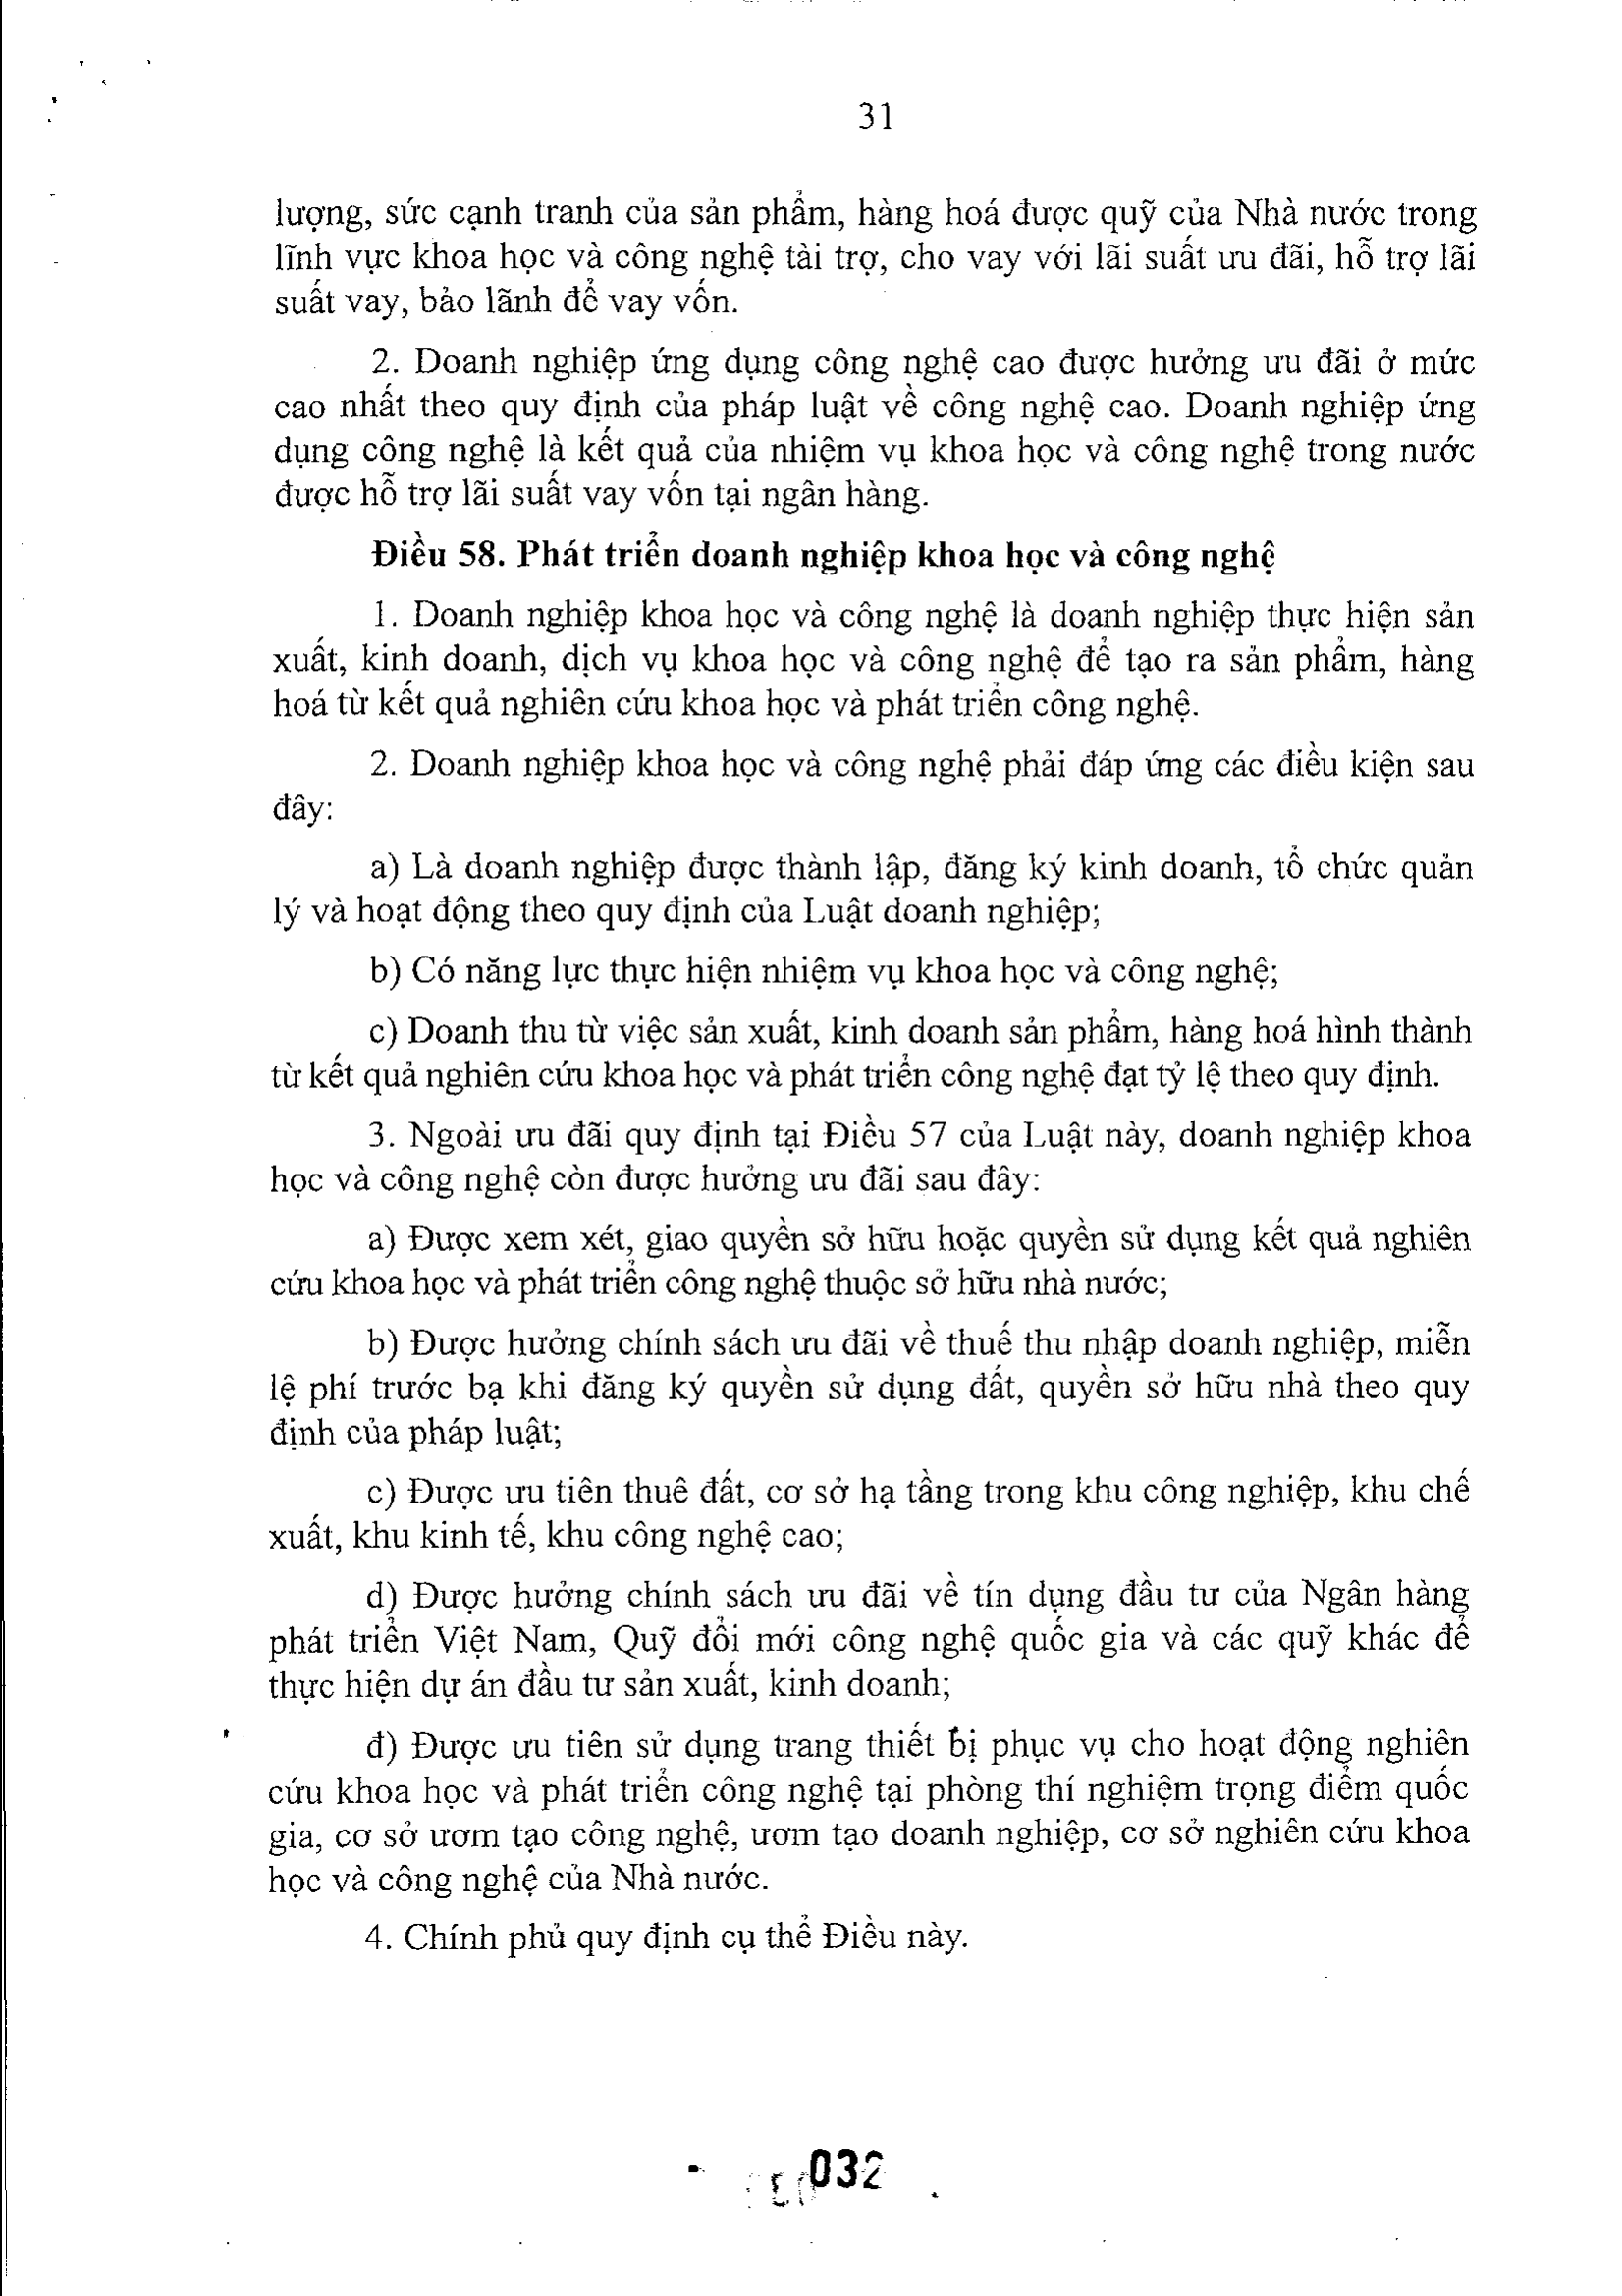 31
lượng, sức cạnh tranh của sản phẩm, hàng hoá được quỹ của Nhà nước trong
lĩnh vực khoa học và công nghệ tài trợ, cho vay với lãi suất ưu đãi, hỗ trợ lãi
suất vay, bảo lãnh để vay vốn.
2. Doanh nghiệp ứng dụng công nghệ cao được hưởng ưu đãi ở mức
cao nhất theo quy định của pháp luật về công nghệ cao. Doanh nghiệp ứng
dụng công nghệ là kết quả của nhiệm vụ khoa học và công nghệ trong nước
được hỗ trợ lãi suất vay vốn tại ngân hàng.
Điều 58. Phát triển doanh nghiệp khoa học và công nghệ
1. Doanh nghiệp khoa học và công nghệ là doanh nghiệp thực hiện sản
xuất, kinh doanh, dịch vụ khoa học và công nghệ để tạo ra sản phẩm, hàng
hoá từ kết quả nghiên cứu khoa học và phát triển công nghệ.
2. Doanh nghiệp khoa học và công nghệ phải đáp ứng các điều kiện sau
đây:
a) Là doanh nghiệp được thành lập, đăng ký kinh doanh, tổ chức quản
lý và hoạt động theo quy định của Luật doanh nghiệp;
b) Có năng lực thực hiện nhiệm vụ khoa học và công nghệ;
c) Doanh thu từ việc sản xuất, kinh doanh sản phẩm, hàng hoá hình thành
từ kết quả nghiên cứu khoa học và phát triển công nghệ đạt tỷ lệ theo quy định.
3. Ngoài ưu đãi quy định tại Điều 57 của Luật này, doanh nghiệp khoa
học và công nghệ còn được hưởng ưu đãi sau đây:
a) Được xem xét, giao quyền sở hữu hoặc quyền sử dụng kết quả nghiên
cứu khoa học và phát triển công nghệ thuộc sở hữu nhà nước;
b) Được hưởng chính sách ưu đãi về thuế thu nhập doanh nghiệp, miễn
lệ phí trước bạ khi đăng ký quyền sử dụng đất, quyền sở hữu nhà theo quy
định của pháp luật;
c) Được ưu tiên thuê đất, cơ sở hạ tầng trong khu công nghiệp, khu chế
xuất, khu kinh tế, khu công nghệ cao;
d) Được hưởng chính sách ưu đãi về tín dụng đầu tư của Ngân hàng
phát triển Việt Nam, Quỹ đổi mới công nghệ quốc gia và các quỹ khác để
thực hiện dự án đầu tư sản xuất, kinh doanh;
đ) Được ưu tiên sử dụng trang thiết bị phục vụ cho hoạt động nghiên
cứu khoa học và phát triển công nghệ tại phòng thí nghiệm trọng điểm quốc
gia, cơ sở ươm tạo công nghệ, ươm tạo doanh nghiệp, cơ sở nghiên cứu khoa
học và công nghệ của Nhà nước.
4. Chính phủ quy định cụ thể Điều này.
032